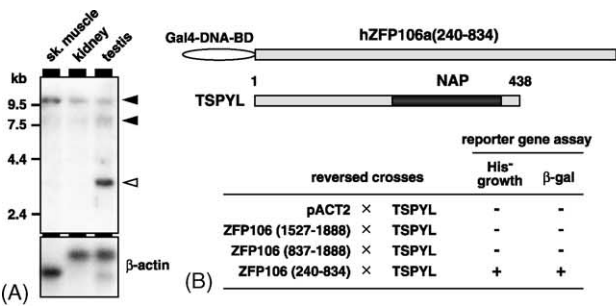 sk. muscle
kidney
testis
kb
9.5
7.5
4.4
2.4
β-actin
(A)
Gal4-DNA-BD
hZFP106a(240-834)
1 NAP 438
TSPYL
reporter gene assay
reversed crosses His- growth β-gal
pACT2 × TSPYL - -
ZFP106 (1527-1888) × TSPYL - -
ZFP106 (837-1888) × TSPYL - -
ZFP106 (240-834) × TSPYL + +
(B)